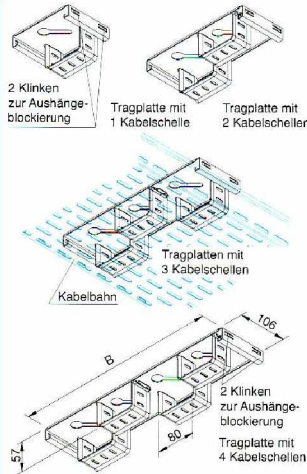 2 Klinken
zur Aushänge-
blockierung
Tragplatte mit
1 Kabelschelle
Tragplatte mit
2 Kabelschellen
Tragplatten mit
3 Kabelschellen
Kabelbahn
B
106
57
80
2 Klinken
zur Aushänge-
blockierung
Tragplatte mit
4 Kabelschellen